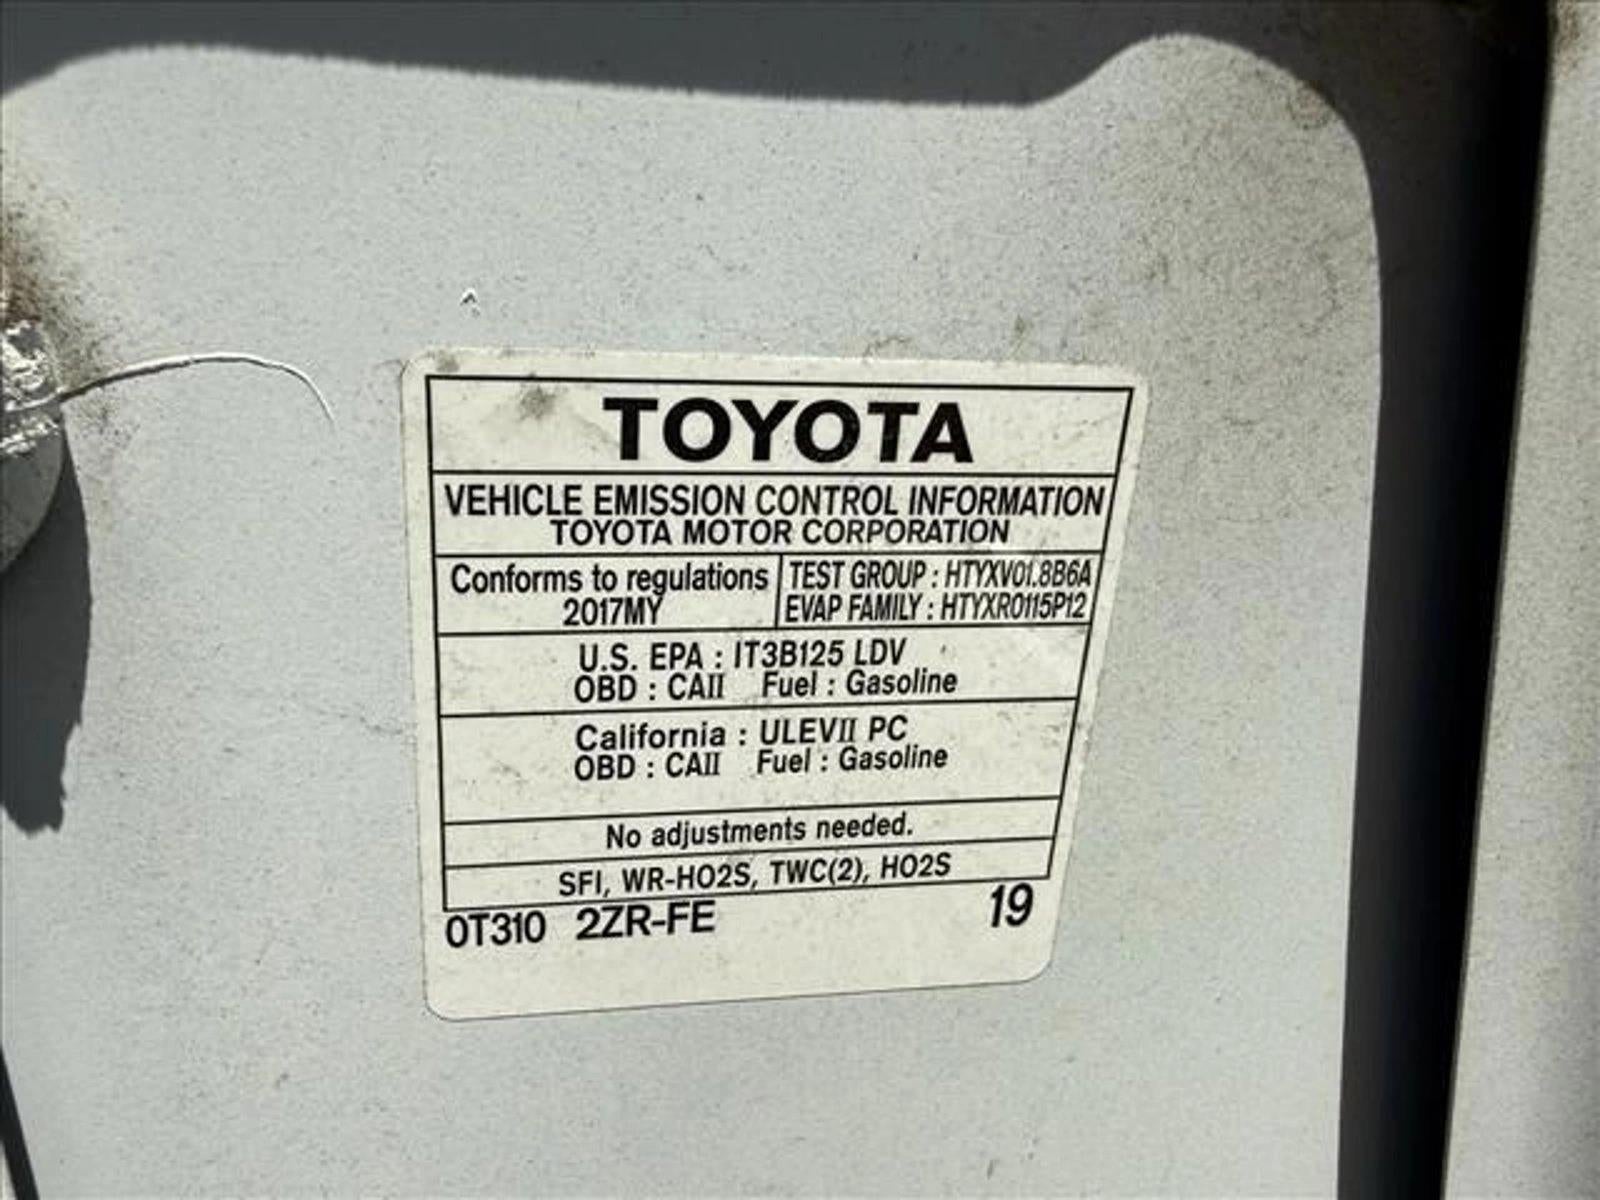 TOYOTA
VEHICLE EMISSION CONTROL INFORMATION
TOYOTA MOTOR CORPORATION
Conforms to regulations
2017MY
TEST GROUP : HTYXV01.8B6A
EVAP FAMILY : HTYXR0115P12
U.S. EPA : IT3B125 LDV
OBD : CAII Fuel : Gasoline
California : ULEVII PC
OBD : CAII Fuel : Gasoline
No adjustments needed.
SFI, WR-HO2S, TWC(2), HO2S
0T310 2ZR-FE 19